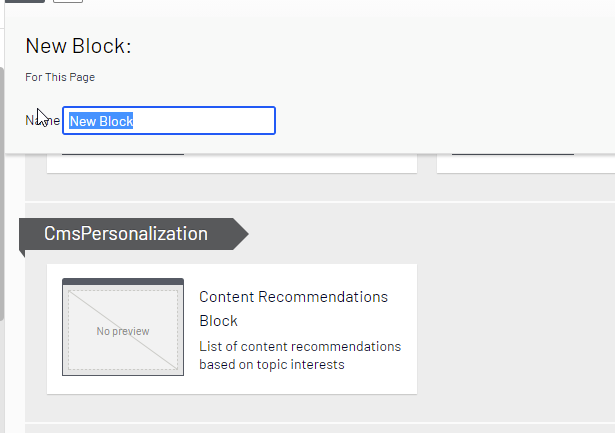 New Block:
For This Page
Name New Block
CmsPersonalization
No preview
Content Recommendations
Block
List of content recommendations
based on topic interests